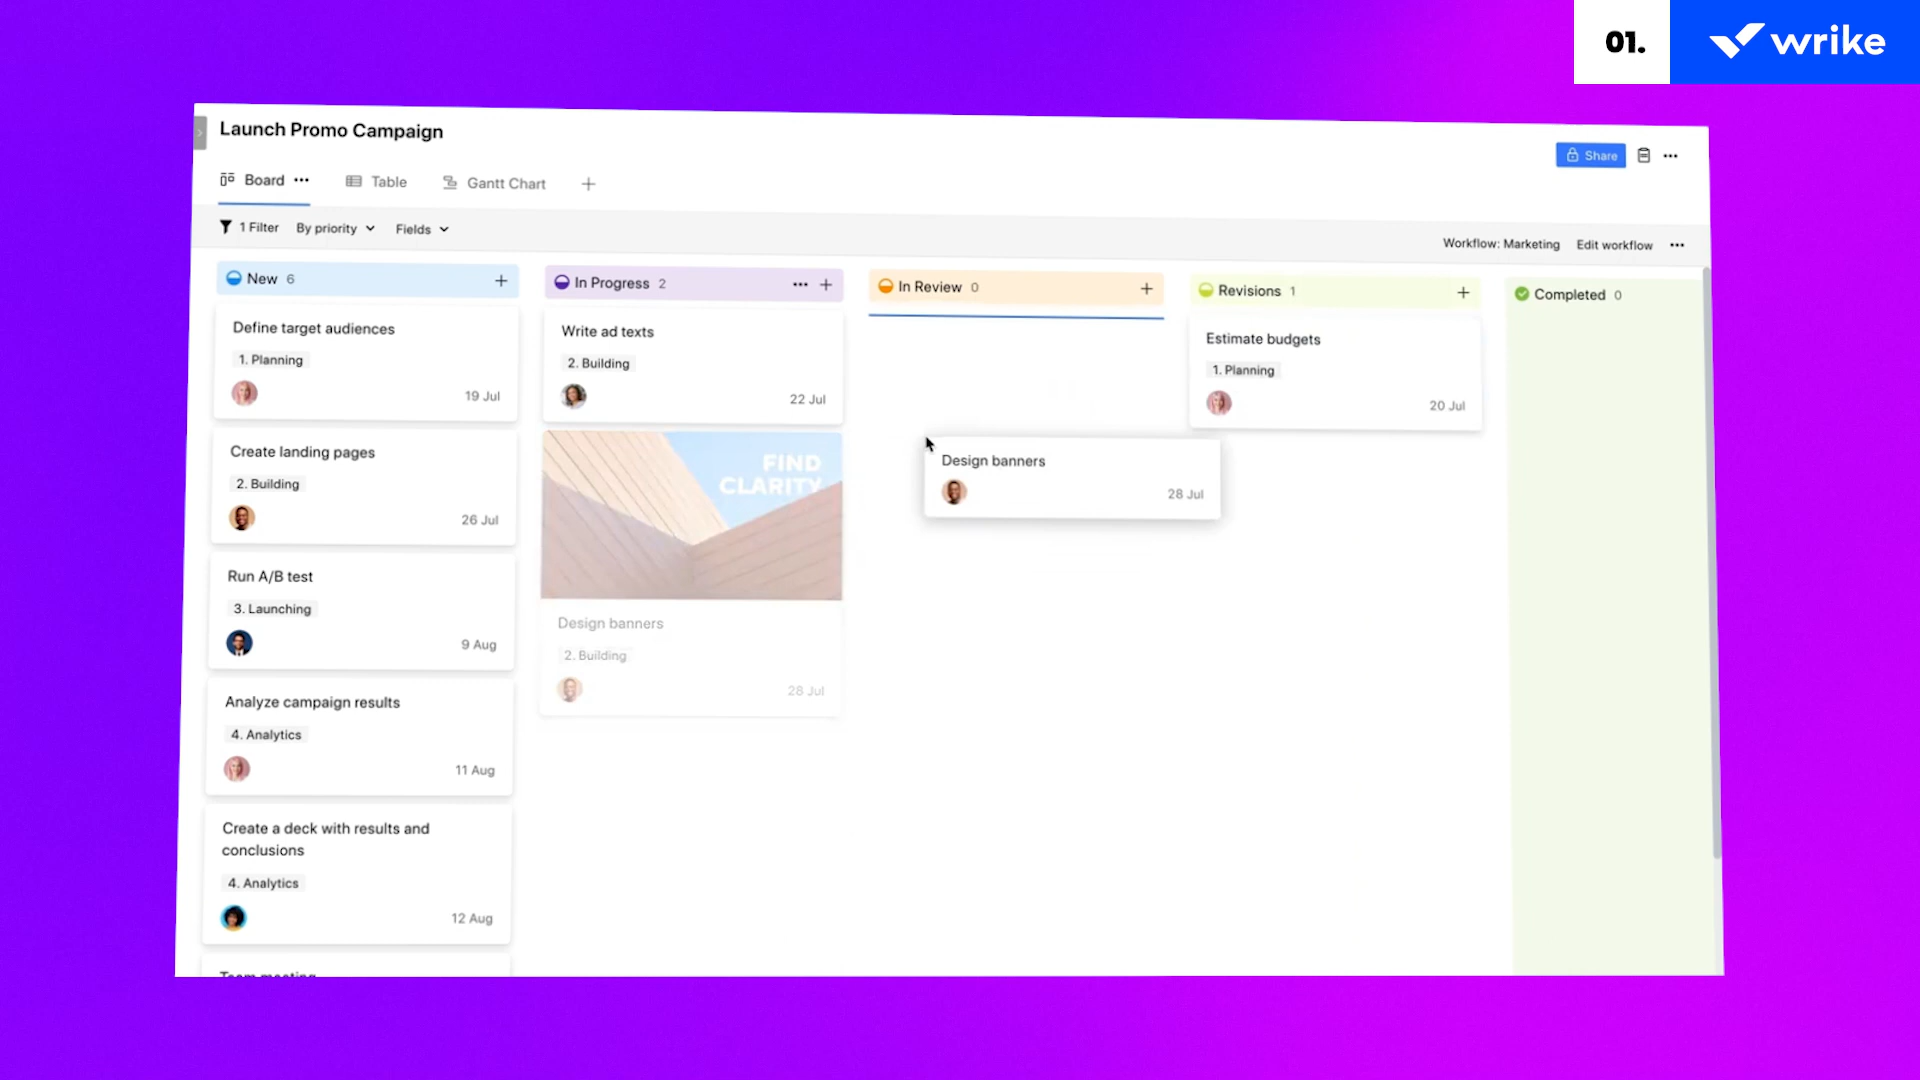 01.
wrike
Launch Promo Campaign
Share
Board
Table
Gantt Chart
1 Filter
By priority
Fields
Workflow: Marketing
Edit workflow
New 6
Define target audiences
1. Planning
19 Jul
Create landing pages
2. Building
26 Jul
Run A/B test
3. Launching
9 Aug
Analyze campaign results
4. Analytics
11 Aug
Create a deck with results and
conclusions
4. Analytics
12 Aug
Team meeting
In Progress 2
Write ad texts
2. Building
22 Jul
FIND
CLARITY
Design banners
2. Building
28 Jul
In Review 0
Design banners
28 Jul
Revisions 1
Estimate budgets
1. Planning
20 Jul
Completed 0